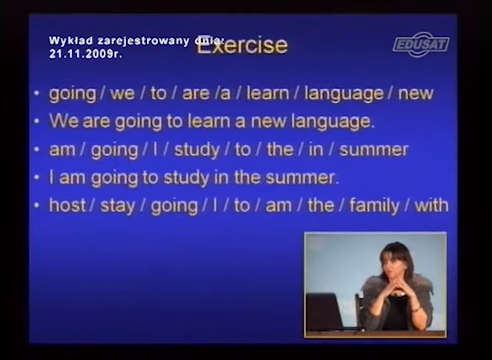 Wykład zarejestrowany dnia:
21.11.2009r.
Exercise
EDUSAT
• going / we / to / are /a / learn / language / new
• We are going to learn a new language.
• am / going / I / study / to / the / in / summer
• I am going to study in the summer.
• host / stay / going / I / to / am / the / family / with